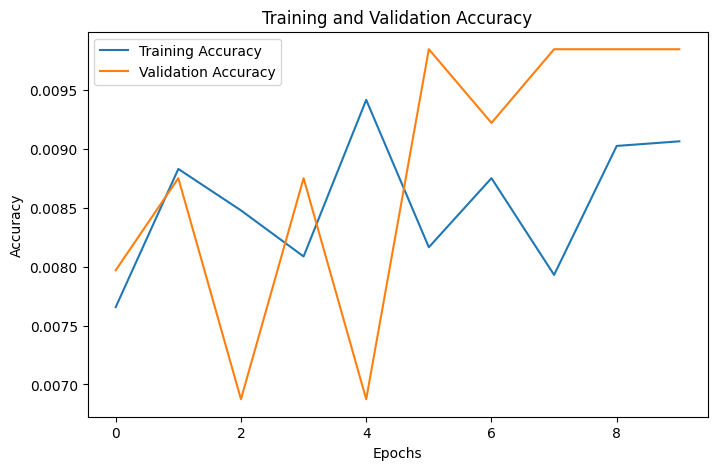 Training and Validation Accuracy
Training Accuracy
Validation Accuracy
0.0095
0.0090
0.0085
0.0080
0.0075
0.0070
Accuracy
0 2 4 6 8
Epochs